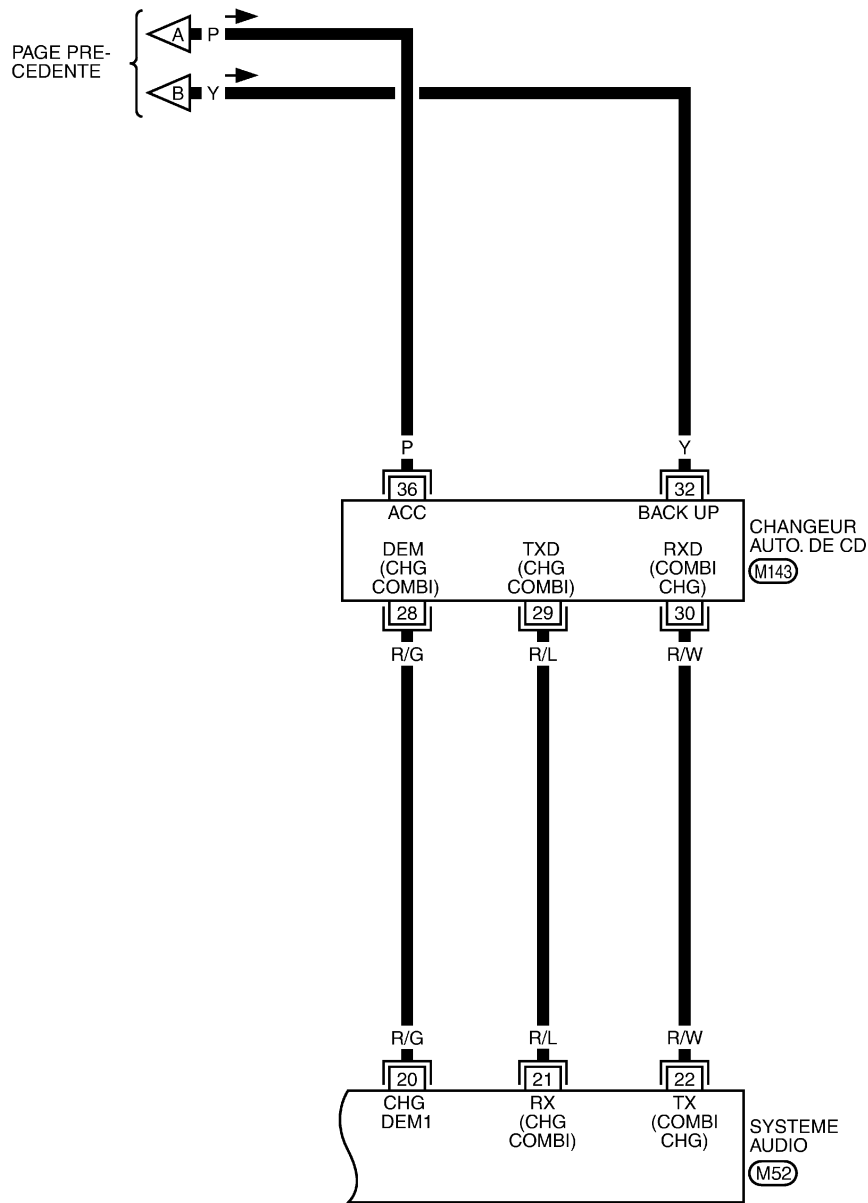 PAGE PRE-
CEDENTE
A P
B Y
P Y
36 32
ACC BACK UP
CHANGEUR
AUTO. DE CD
M143
DEM
(CHG
COMBI)
TXD
(CHG
COMBI)
RXD
(COMBI
CHG)
28 29 30
R/G R/L R/W
R/G R/L R/W
20 21 22
CHG
DEM1
RX
(CHG
COMBI)
TX
(COMBI
CHG)
SYSTEME
AUDIO
M52